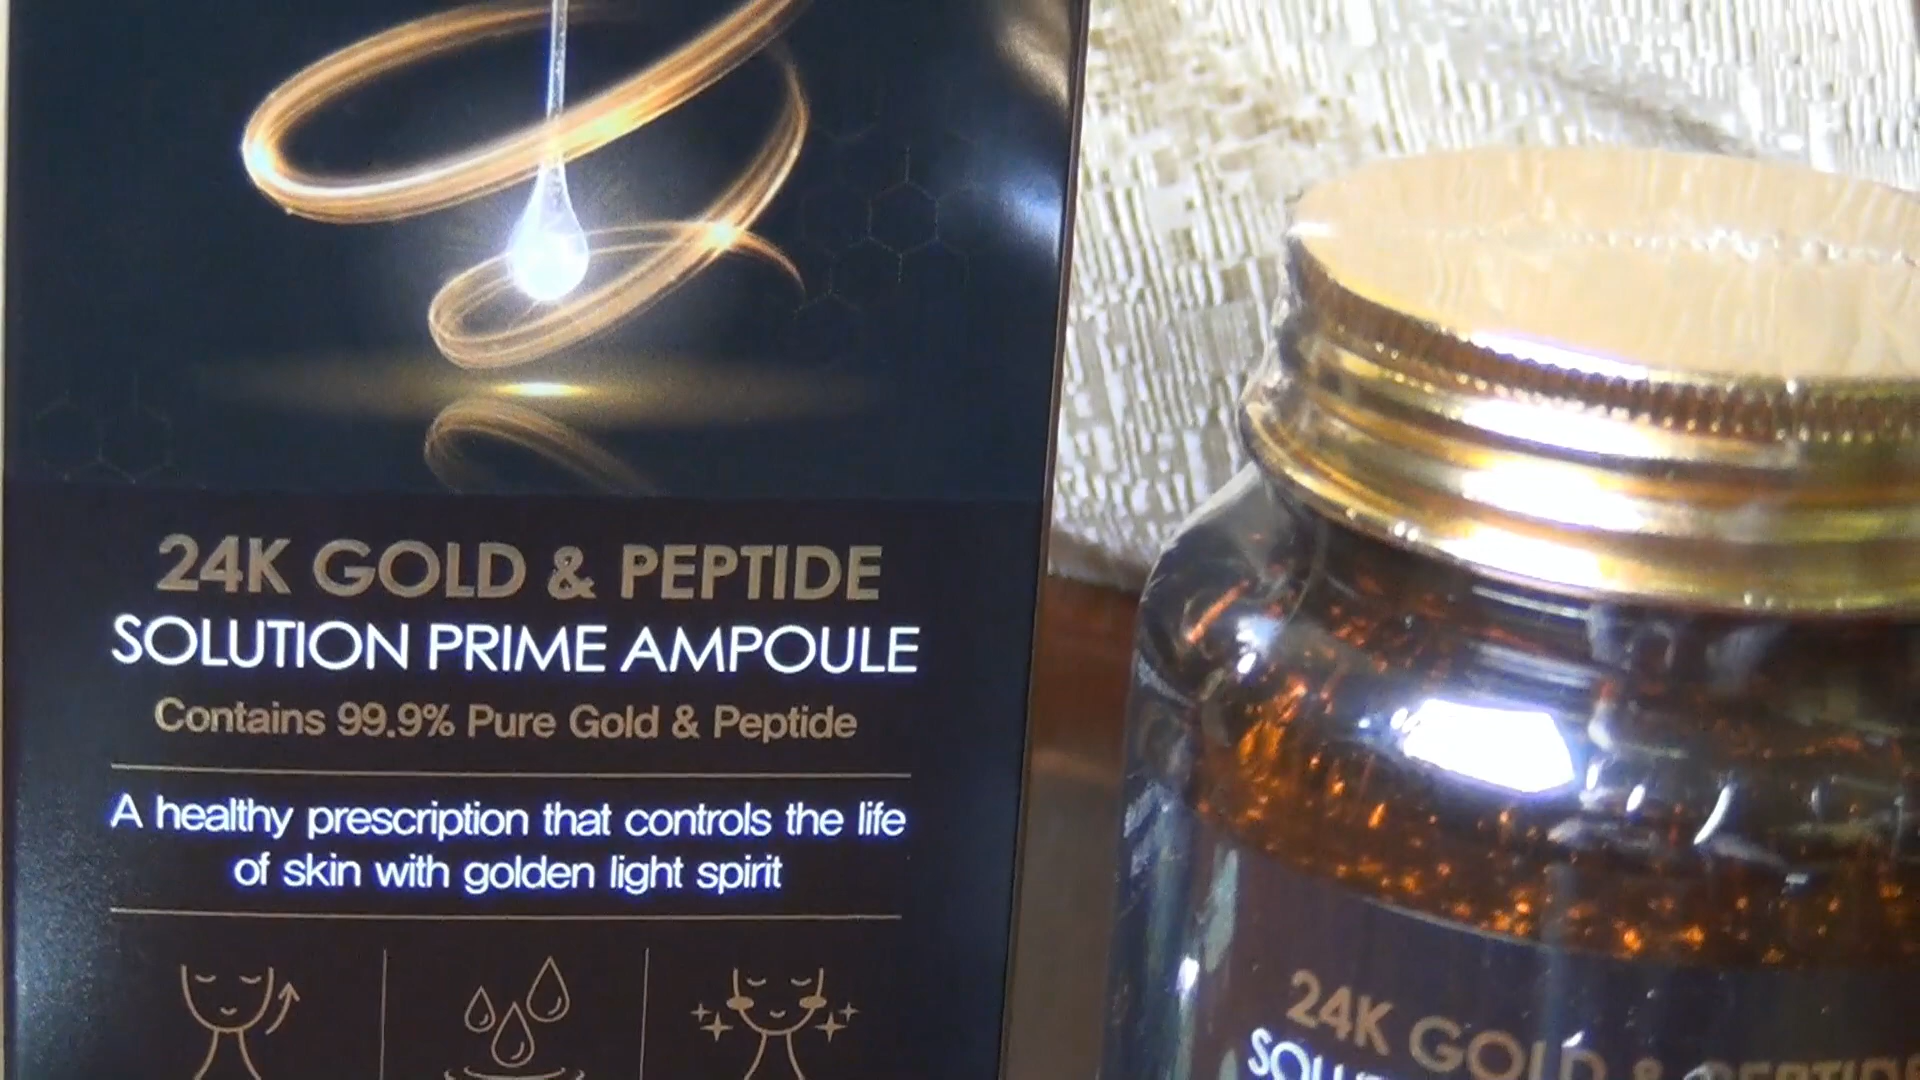 24K GOLD & PEPTIDE
SOLUTION PRIME AMPOULE
Contains 99.9% Pure Gold & Peptide
A healthy prescription that controls the life
of skin with golden light spirit
24K GOLD & PEPTIDE